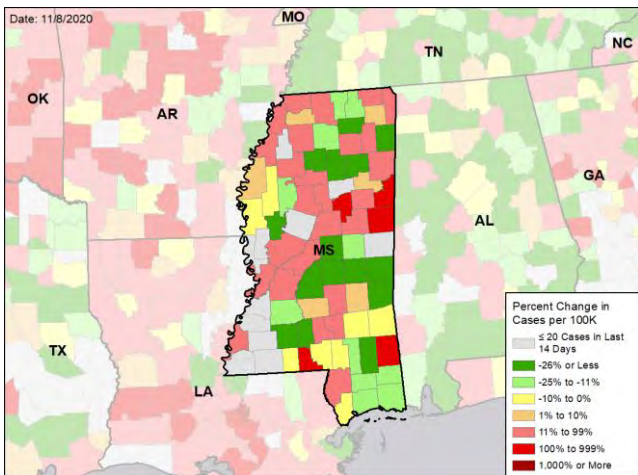 Date: 11/8/2020
MO
NC
TN
OK
AR
GA
AL
MS
TX
LA
Percent Change in
Cases per 100K
≤ 20 Cases in Last
14 Days
-26% or Less
-25% to -11%
-10% to 0%
1% to 10%
11% to 99%
100% to 999%
1,000% or More